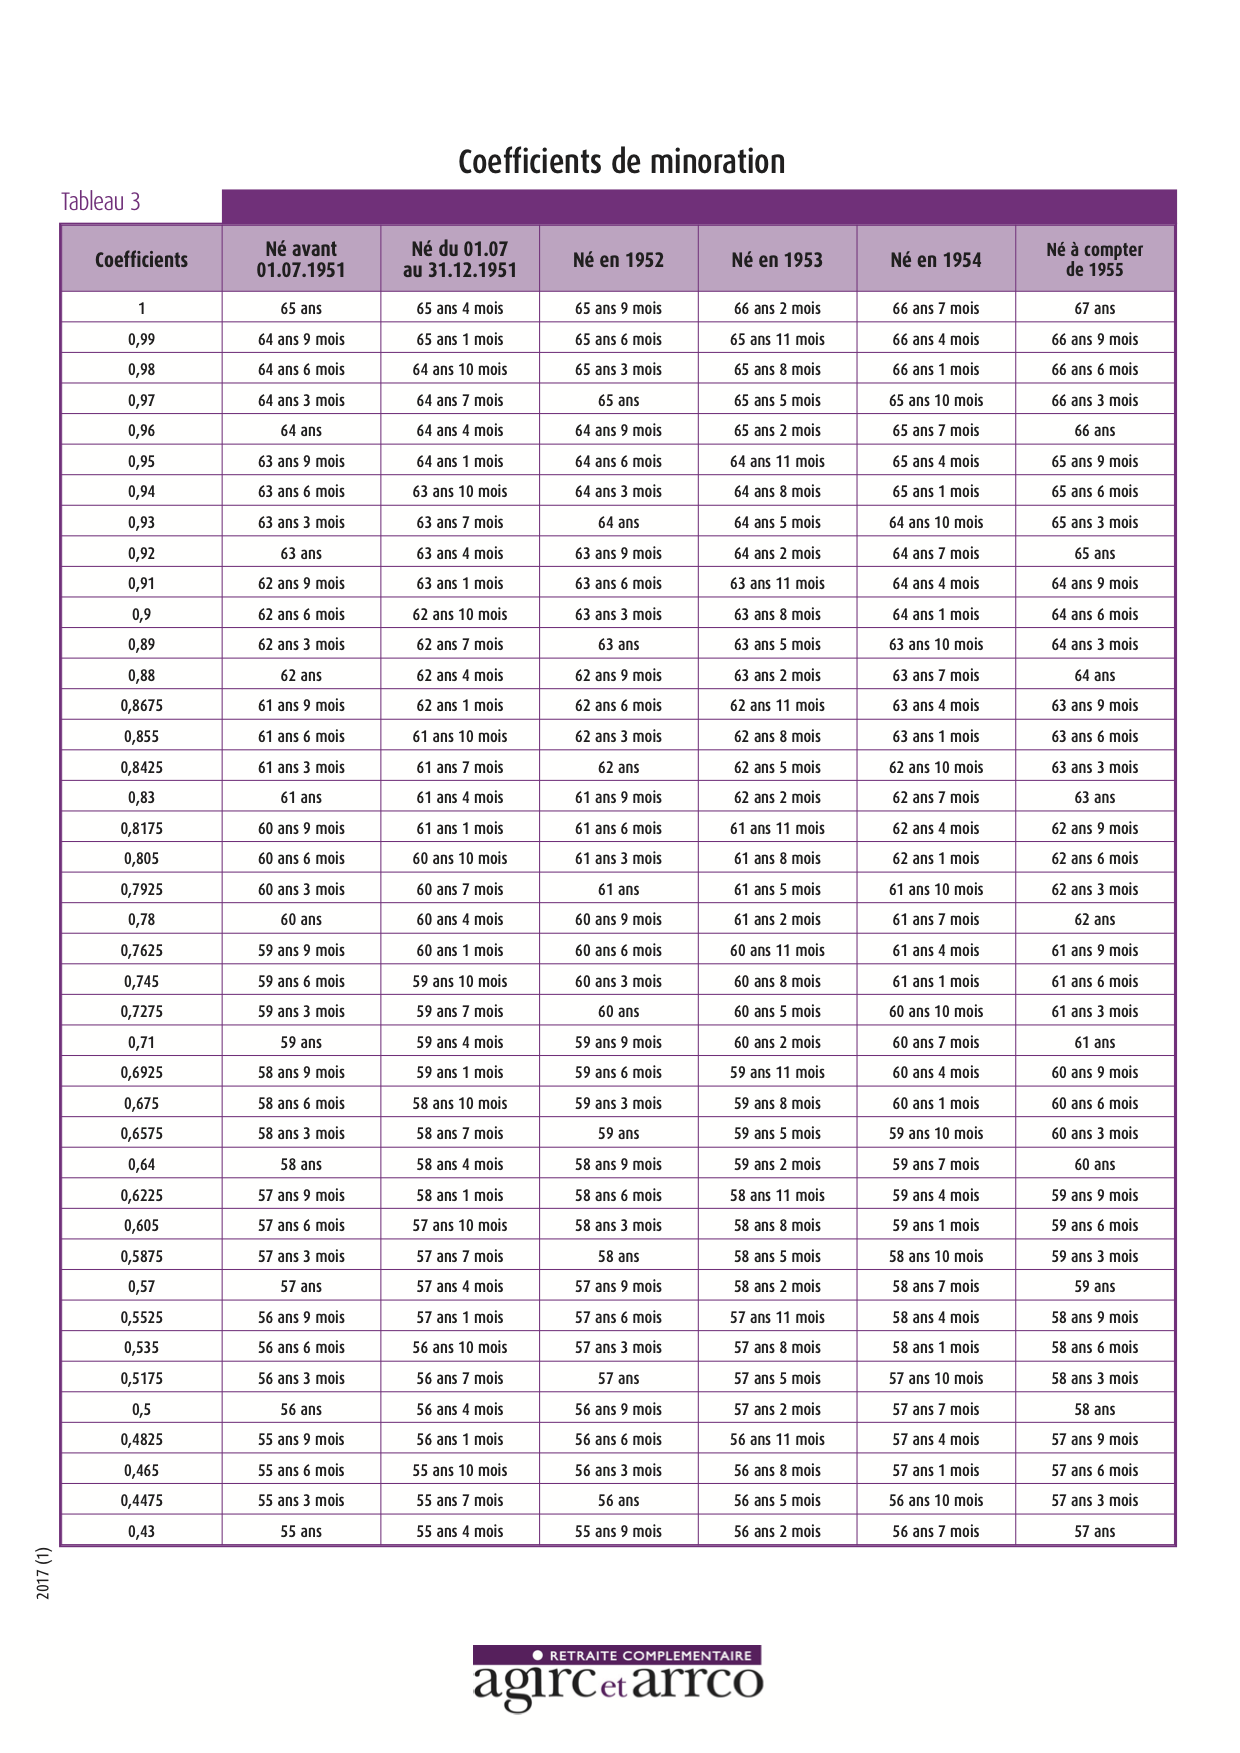 Coefficients de minoration
Tableau 3
Coefficients Né avant 01.07.1951 Né du 01.07 au 31.12.1951 Né en 1952 Né en 1953 Né en 1954 Né à compter de 1955
1 65 ans 65 ans 4 mois 65 ans 9 mois 66 ans 2 mois 66 ans 7 mois 67 ans
0,99 64 ans 9 mois 65 ans 1 mois 65 ans 6 mois 65 ans 11 mois 66 ans 4 mois 66 ans 9 mois
0,98 64 ans 6 mois 64 ans 10 mois 65 ans 3 mois 65 ans 8 mois 66 ans 1 mois 66 ans 6 mois
0,97 64 ans 3 mois 64 ans 7 mois 65 ans 65 ans 5 mois 65 ans 10 mois 66 ans 3 mois
0,96 64 ans 64 ans 4 mois 64 ans 9 mois 65 ans 2 mois 65 ans 7 mois 66 ans
0,95 63 ans 9 mois 64 ans 1 mois 64 ans 6 mois 64 ans 11 mois 65 ans 4 mois 65 ans 9 mois
0,94 63 ans 6 mois 63 ans 10 mois 64 ans 3 mois 64 ans 8 mois 65 ans 1 mois 65 ans 6 mois
0,93 63 ans 3 mois 63 ans 7 mois 64 ans 64 ans 5 mois 64 ans 10 mois 65 ans 3 mois
0,92 63 ans 63 ans 4 mois 63 ans 9 mois 64 ans 2 mois 64 ans 7 mois 65 ans
0,91 62 ans 9 mois 63 ans 1 mois 63 ans 6 mois 63 ans 11 mois 64 ans 4 mois 64 ans 9 mois
0,9 62 ans 6 mois 62 ans 10 mois 63 ans 3 mois 63 ans 8 mois 64 ans 1 mois 64 ans 6 mois
0,89 62 ans 3 mois 62 ans 7 mois 63 ans 63 ans 5 mois 63 ans 10 mois 64 ans 3 mois
0,88 62 ans 62 ans 4 mois 62 ans 9 mois 63 ans 2 mois 63 ans 7 mois 64 ans
0,8675 61 ans 9 mois 62 ans 1 mois 62 ans 6 mois 62 ans 11 mois 63 ans 4 mois 63 ans 9 mois
0,855 61 ans 6 mois 61 ans 10 mois 62 ans 3 mois 62 ans 8 mois 63 ans 1 mois 63 ans 6 mois
0,8425 61 ans 3 mois 61 ans 7 mois 62 ans 62 ans 5 mois 62 ans 10 mois 63 ans 3 mois
0,83 61 ans 61 ans 4 mois 61 ans 9 mois 62 ans 2 mois 62 ans 7 mois 63 ans
0,8175 60 ans 9 mois 61 ans 1 mois 61 ans 6 mois 61 ans 11 mois 62 ans 4 mois 62 ans 9 mois
0,805 60 ans 6 mois 60 ans 10 mois 61 ans 3 mois 61 ans 8 mois 62 ans 1 mois 62 ans 6 mois
0,7925 60 ans 3 mois 60 ans 7 mois 61 ans 61 ans 5 mois 61 ans 10 mois 62 ans 3 mois
0,78 60 ans 60 ans 4 mois 60 ans 9 mois 61 ans 2 mois 61 ans 7 mois 62 ans
0,7625 59 ans 9 mois 60 ans 1 mois 60 ans 6 mois 60 ans 11 mois 61 ans 4 mois 61 ans 9 mois
0,745 59 ans 6 mois 59 ans 10 mois 60 ans 3 mois 60 ans 8 mois 61 ans 1 mois 61 ans 6 mois
0,7275 59 ans 3 mois 59 ans 7 mois 60 ans 60 ans 5 mois 60 ans 10 mois 61 ans 3 mois
0,71 59 ans 59 ans 4 mois 59 ans 9 mois 60 ans 2 mois 60 ans 7 mois 61 ans
0,6925 58 ans 9 mois 59 ans 1 mois 59 ans 6 mois 59 ans 11 mois 60 ans 4 mois 60 ans 9 mois
0,675 58 ans 6 mois 58 ans 10 mois 59 ans 3 mois 59 ans 8 mois 60 ans 1 mois 60 ans 6 mois
0,6575 58 ans 3 mois 58 ans 7 mois 59 ans 59 ans 5 mois 59 ans 10 mois 60 ans 3 mois
0,64 58 ans 58 ans 4 mois 58 ans 9 mois 59 ans 2 mois 59 ans 7 mois 60 ans
0,6225 57 ans 9 mois 58 ans 1 mois 58 ans 6 mois 58 ans 11 mois 59 ans 4 mois 59 ans 9 mois
0,605 57 ans 6 mois 57 ans 10 mois 58 ans 3 mois 58 ans 8 mois 59 ans 1 mois 59 ans 6 mois
0,5875 57 ans 3 mois 57 ans 7 mois 58 ans 58 ans 5 mois 58 ans 10 mois 59 ans 3 mois
0,57 57 ans 57 ans 4 mois 57 ans 9 mois 58 ans 2 mois 58 ans 7 mois 59 ans
0,5525 56 ans 9 mois 57 ans 1 mois 57 ans 6 mois 57 ans 11 mois 58 ans 4 mois 58 ans 9 mois
0,535 56 ans 6 mois 56 ans 10 mois 57 ans 3 mois 57 ans 8 mois 58 ans 1 mois 58 ans 6 mois
0,5175 56 ans 3 mois 56 ans 7 mois 57 ans 57 ans 5 mois 57 ans 10 mois 58 ans 3 mois
0,5 56 ans 56 ans 4 mois 56 ans 9 mois 57 ans 2 mois 57 ans 7 mois 58 ans
0,4825 55 ans 9 mois 56 ans 1 mois 56 ans 6 mois 56 ans 11 mois 57 ans 4 mois 57 ans 9 mois
0,465 55 ans 6 mois 55 ans 10 mois 56 ans 3 mois 56 ans 8 mois 57 ans 1 mois 57 ans 6 mois
0,4475 55 ans 3 mois 55 ans 7 mois 56 ans 56 ans 5 mois 56 ans 10 mois 57 ans 3 mois
0,43 55 ans 55 ans 4 mois 55 ans 9 mois 56 ans 2 mois 56 ans 7 mois 57 ans
2017 (1)
RETRAITE COMPLEMENTAIRE
agirc et arrco